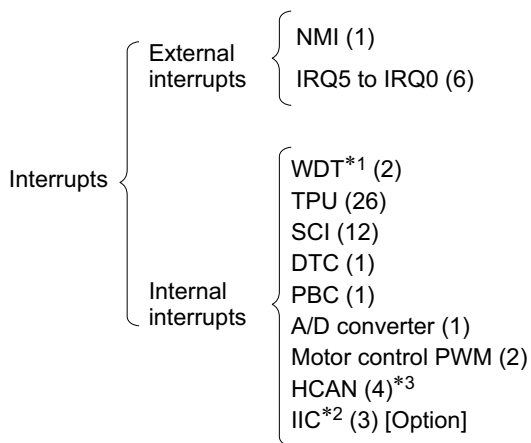 Interrupts
External
interrupts
NMI (1)
IRQ5 to IRQ0 (6)
Internal
interrupts
WDT*1 (2)
TPU (26)
SCI (12)
DTC (1)
PBC (1)
A/D converter (1)
Motor control PWM (2)
HCAN (4)*3
IIC*2 (3) [Option]